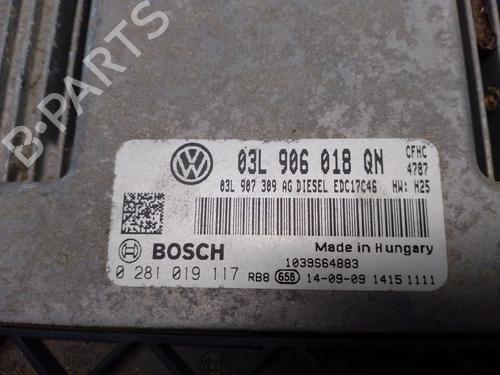 B-PARTS
03L 906 018 QN CFHC
4787
03L 907 309 AG DIESEL EDC17C46 HW: H25
BOSCH
Made in Hungary
1039S64883
0 281 019 117 RB8 658 14-09-09 1415 1111